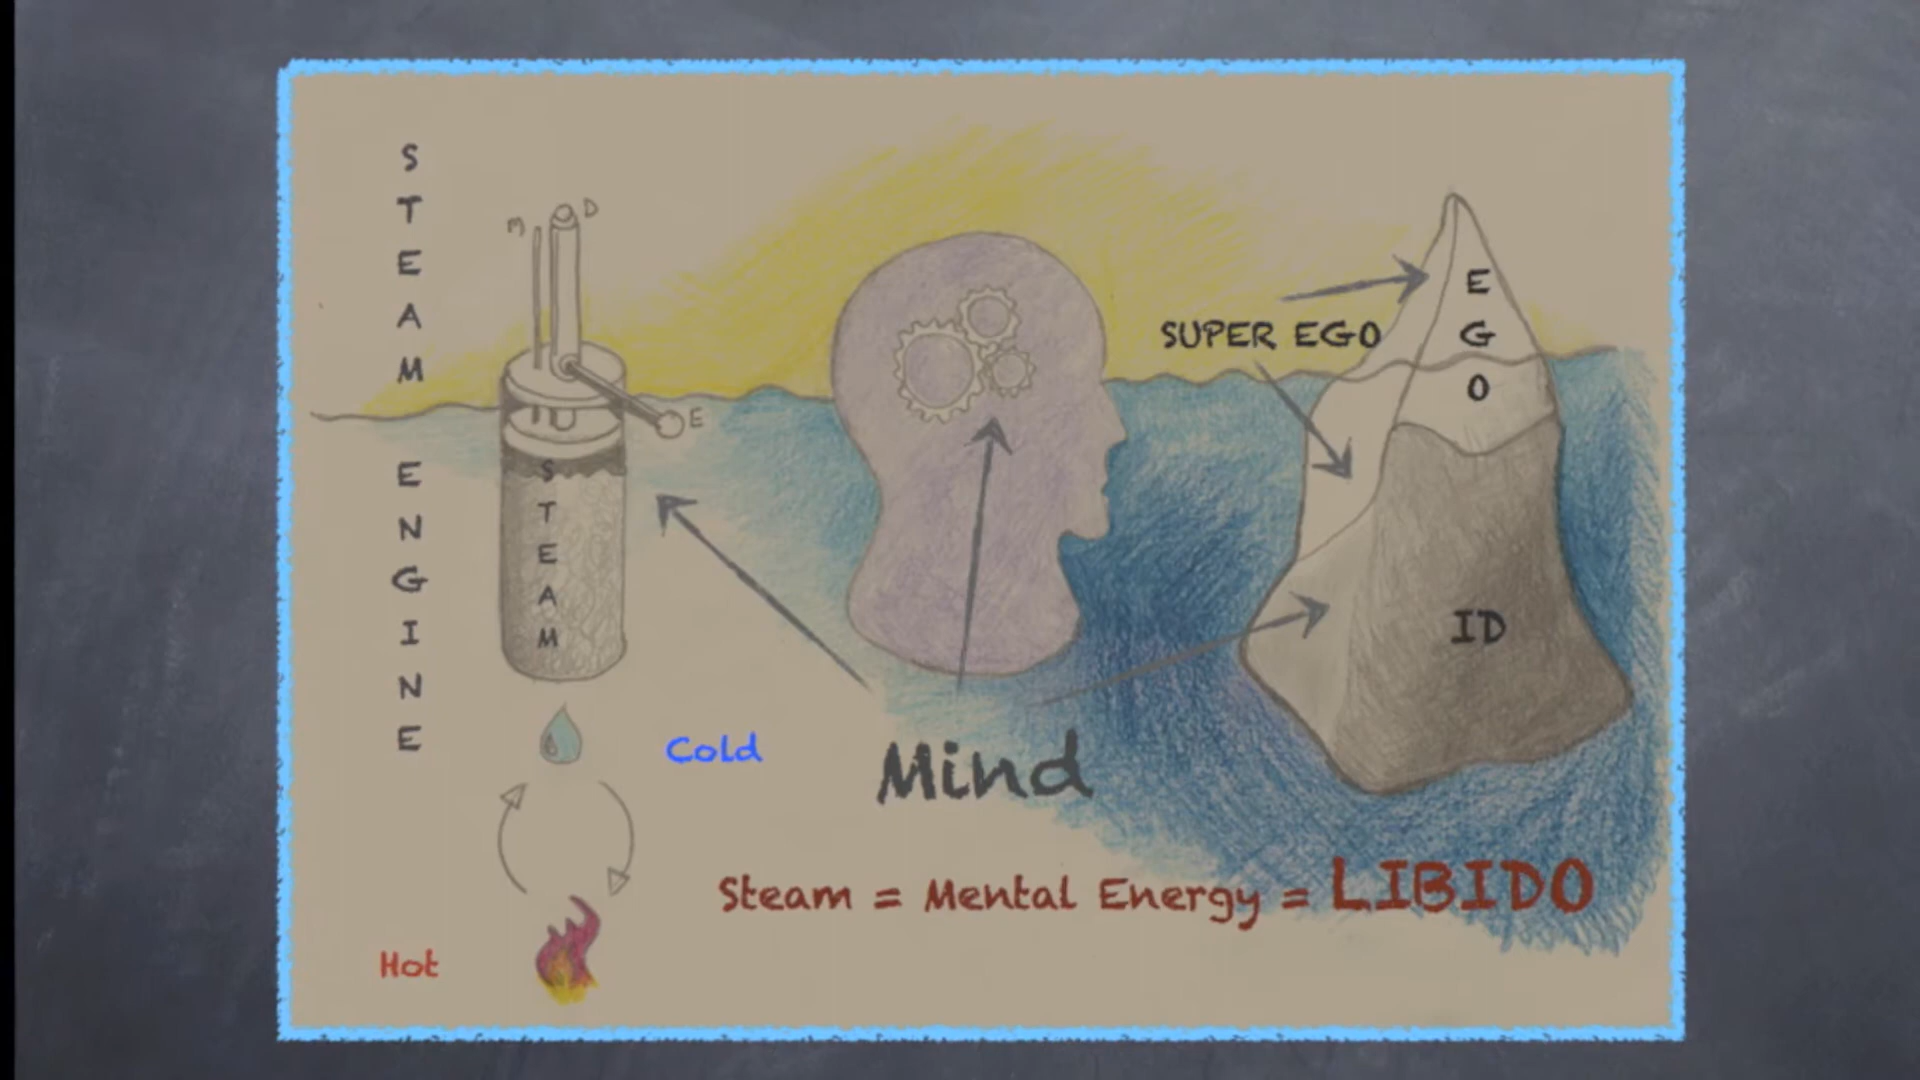 STEAM
ENGINE
M
D
E
STEAM
SUPER EGO
EGO
ID
Cold
Mind
Steam = Mental Energy = LIBIDO
Hot